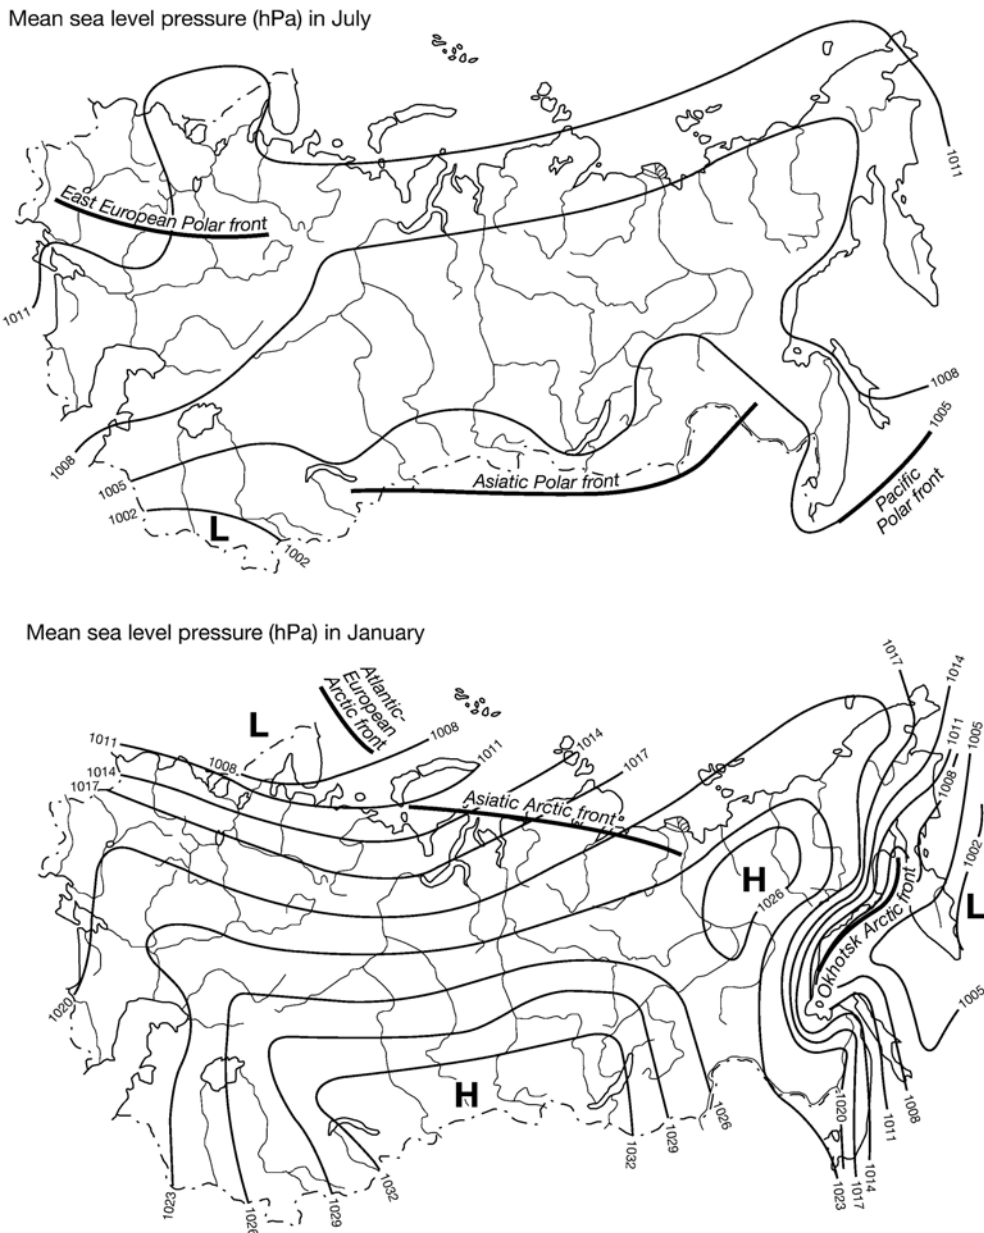 Mean sea level pressure (hPa) in July
1011
East European Polar front
1011
1008
1008
1005
1005
Asiatic Polar front
Pacific
Polar front
1002
L
1002
Mean sea level pressure (hPa) in January
1017
1014
Atlantic-
European
Arctic front
L
1011
1008
1008
1011
1014
1017
1011
1005
1014
1017
1008
Asiatic Arctic front
1002
H
1026
L
Okhotsk Arctic front
1020
1005
H
1020
1008
1026
1011
1029
1032
1014
1032
1017
1023
1023
1029
1026